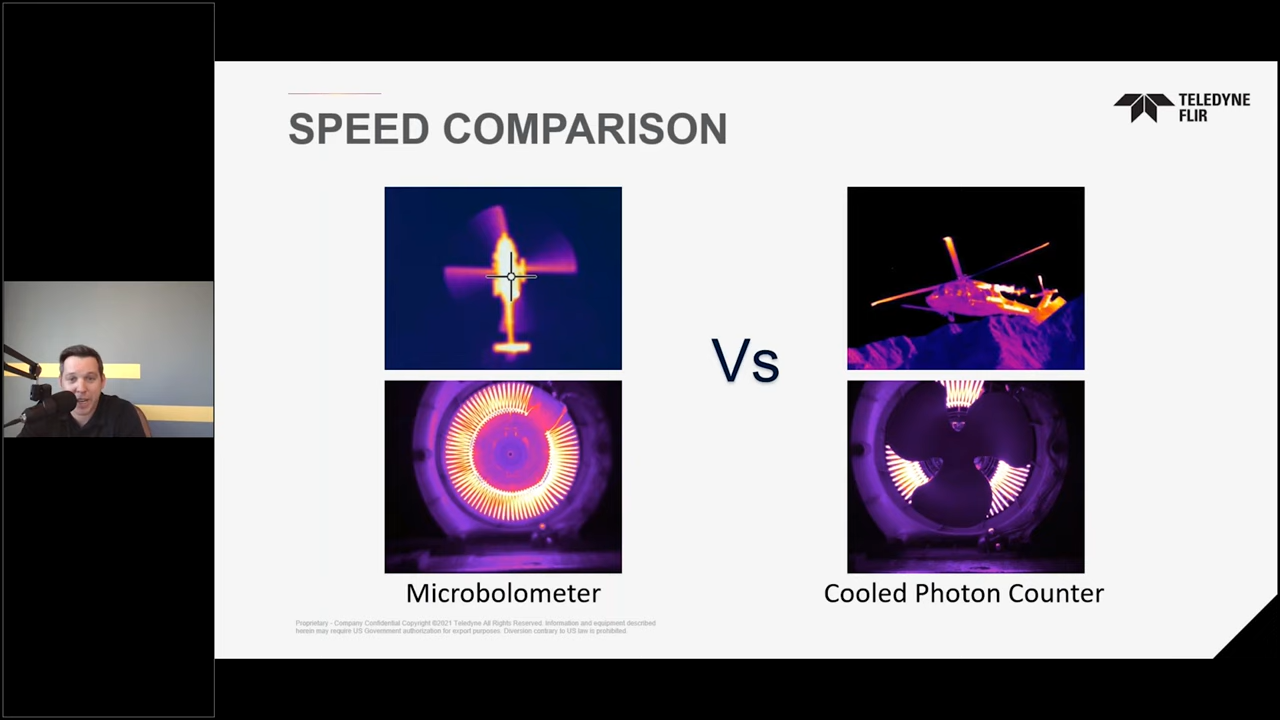 SPEED COMPARISON
TELEDYNE
FLIR
Vs
Microbolometer
Cooled Photon Counter
Proprietary - Company Confidential Copyright ©2021 Teledyne All Rights Reserved. Information and equipment described
herein may require US Government authorization for export purposes. Diversion contrary to US law is prohibited.